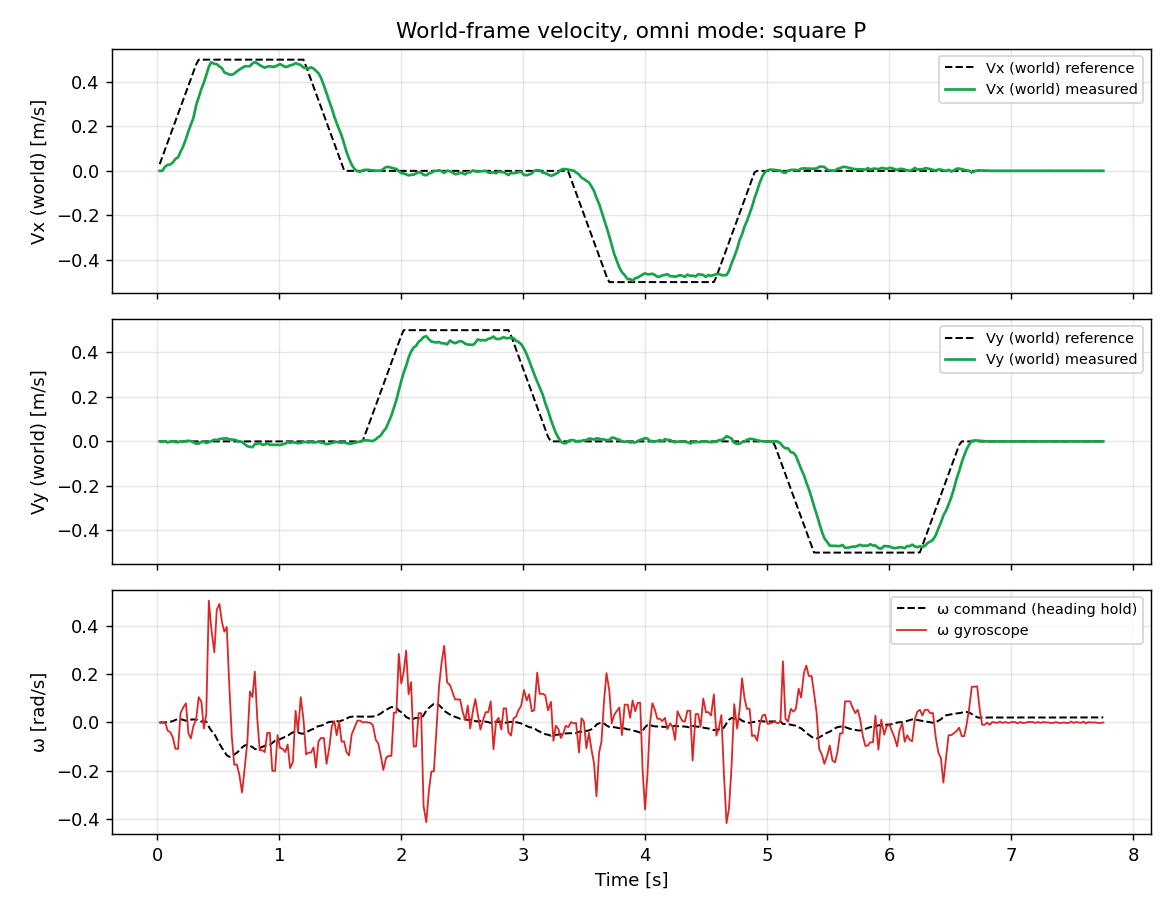 World-frame velocity, omni mode: square P
Vx (world) [m/s]
0.4
0.2
0.0
−0.2
−0.4
Vx (world) reference
Vx (world) measured
Vy (world) [m/s]
0.4
0.2
0.0
−0.2
−0.4
Vy (world) reference
Vy (world) measured
ω [rad/s]
0.4
0.2
0.0
−0.2
−0.4
ω command (heading hold)
ω gyroscope
0 1 2 3 4 5 6 7 8
Time [s]